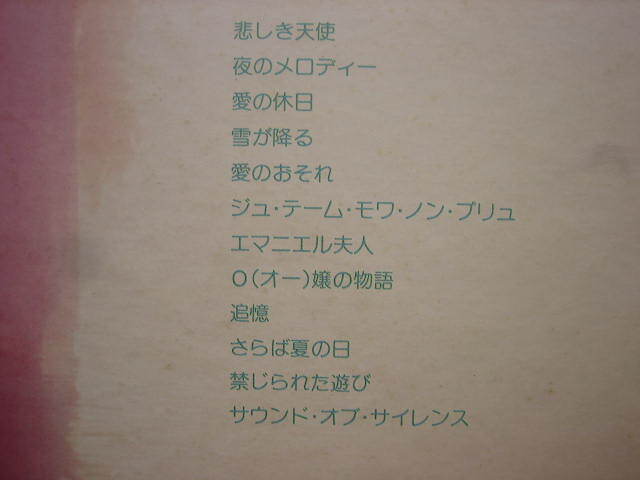 悲しき天使
夜のメロディー
愛の休日
雪が降る
愛のおそれ
ジュ・テーム・モワ・ノン・プリュ
エマニエル夫人
O(オー)嬢の物語
追憶
さらば夏の日
禁じられた遊び
サウンド・オブ・サイレンス